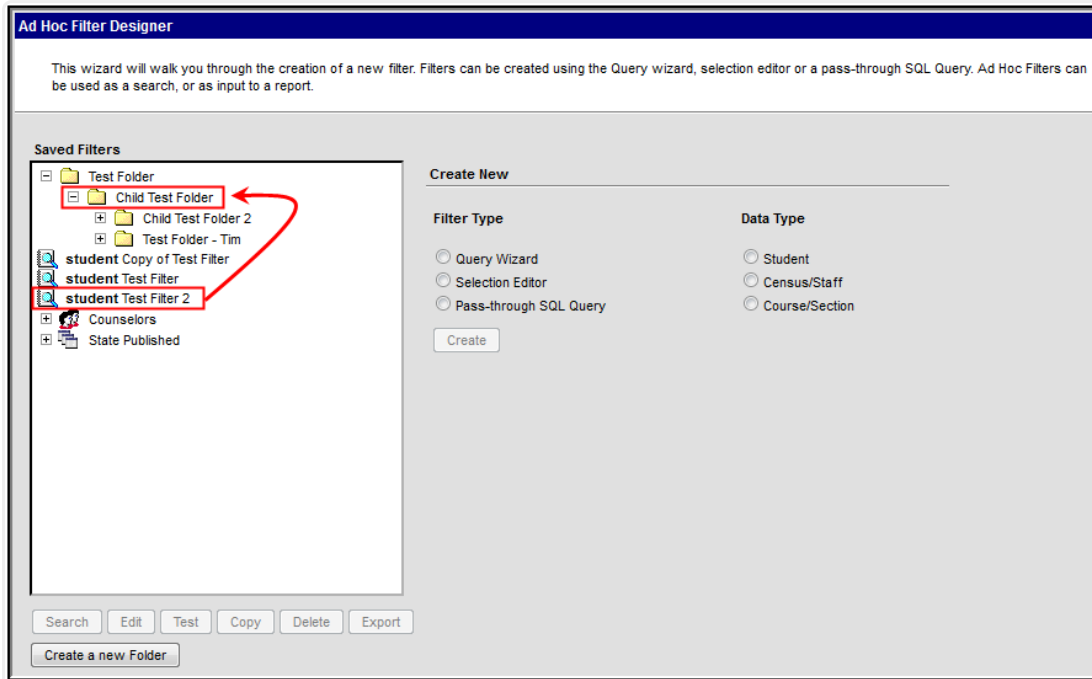 Ad Hoc Filter Designer
This wizard will walk you through the creation of a new filter. Filters can be created using the Query wizard, selection editor or a pass-through SQL Query. Ad Hoc Filters can
be used as a search, or as input to a report.
Saved Filters
Test Folder
Child Test Folder
Child Test Folder 2
Test Folder - Tim
student Copy of Test Filter
student Test Filter
student Test Filter 2
Counselors
State Published
Search Edit Test Copy Delete Export
Create a new Folder
Create New
Filter Type
Query Wizard
Selection Editor
Pass-through SQL Query
Create
Data Type
Student
Census/Staff
Course/Section